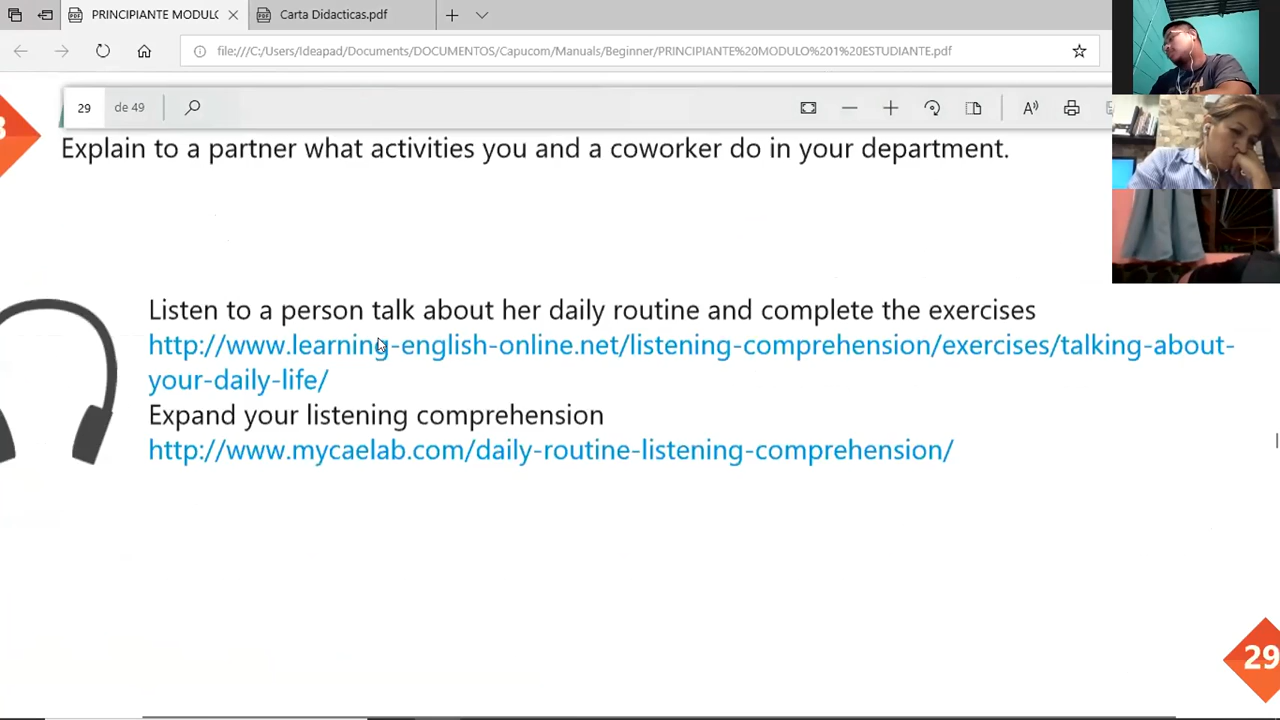 PRINCIPIANTE MODULO
Carta Didacticas.pdf
file:///C:/Users/Ideapad/Documents/DOCUMENTOS/Capucom/Manuals/Beginner/PRINCIPIANTE%20MODULO%201%20ESTUDIANTE.pdf
29 de 49
Explain to a partner what activities you and a coworker do in your department.
Listen to a person talk about her daily routine and complete the exercises
http://www.learning-english-online.net/listening-comprehension/exercises/talking-about-
your-daily-life/
Expand your listening comprehension
http://www.mycaelab.com/daily-routine-listening-comprehension/
29